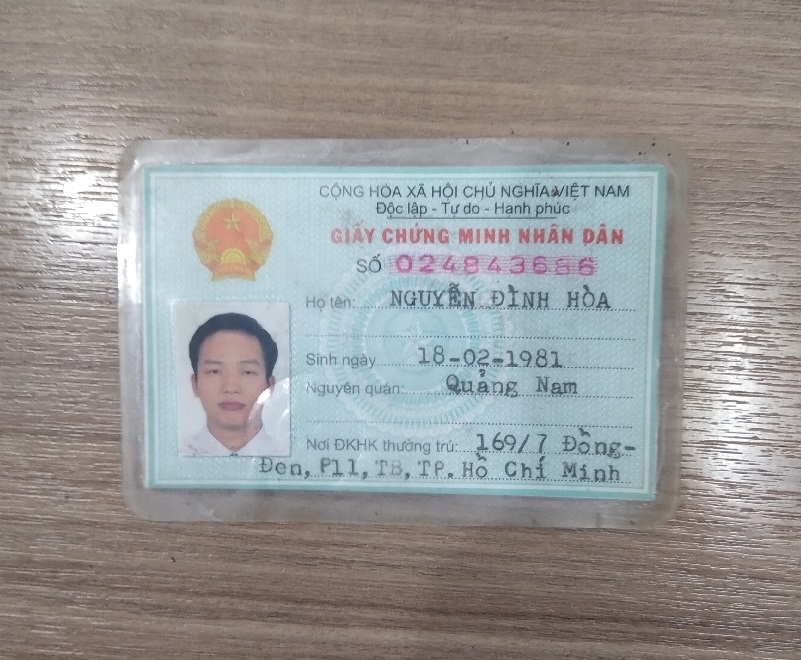 CỘNG HÒA XÃ HỘI CHỦ NGHĨA VIỆT NAM
Độc lập - Tự do - Hạnh phúc
GIẤY CHỨNG MINH NHÂN DÂN
SỐ 024843686
Họ tên: NGUYỄN ĐÌNH HÒA
Sinh ngày 18-02-1981
Nguyên quán: Quảng Nam
Nơi ĐKHK thường trú: 169/7 Đồng-
Đen, P11, TB, TP. Hồ Chí Minh